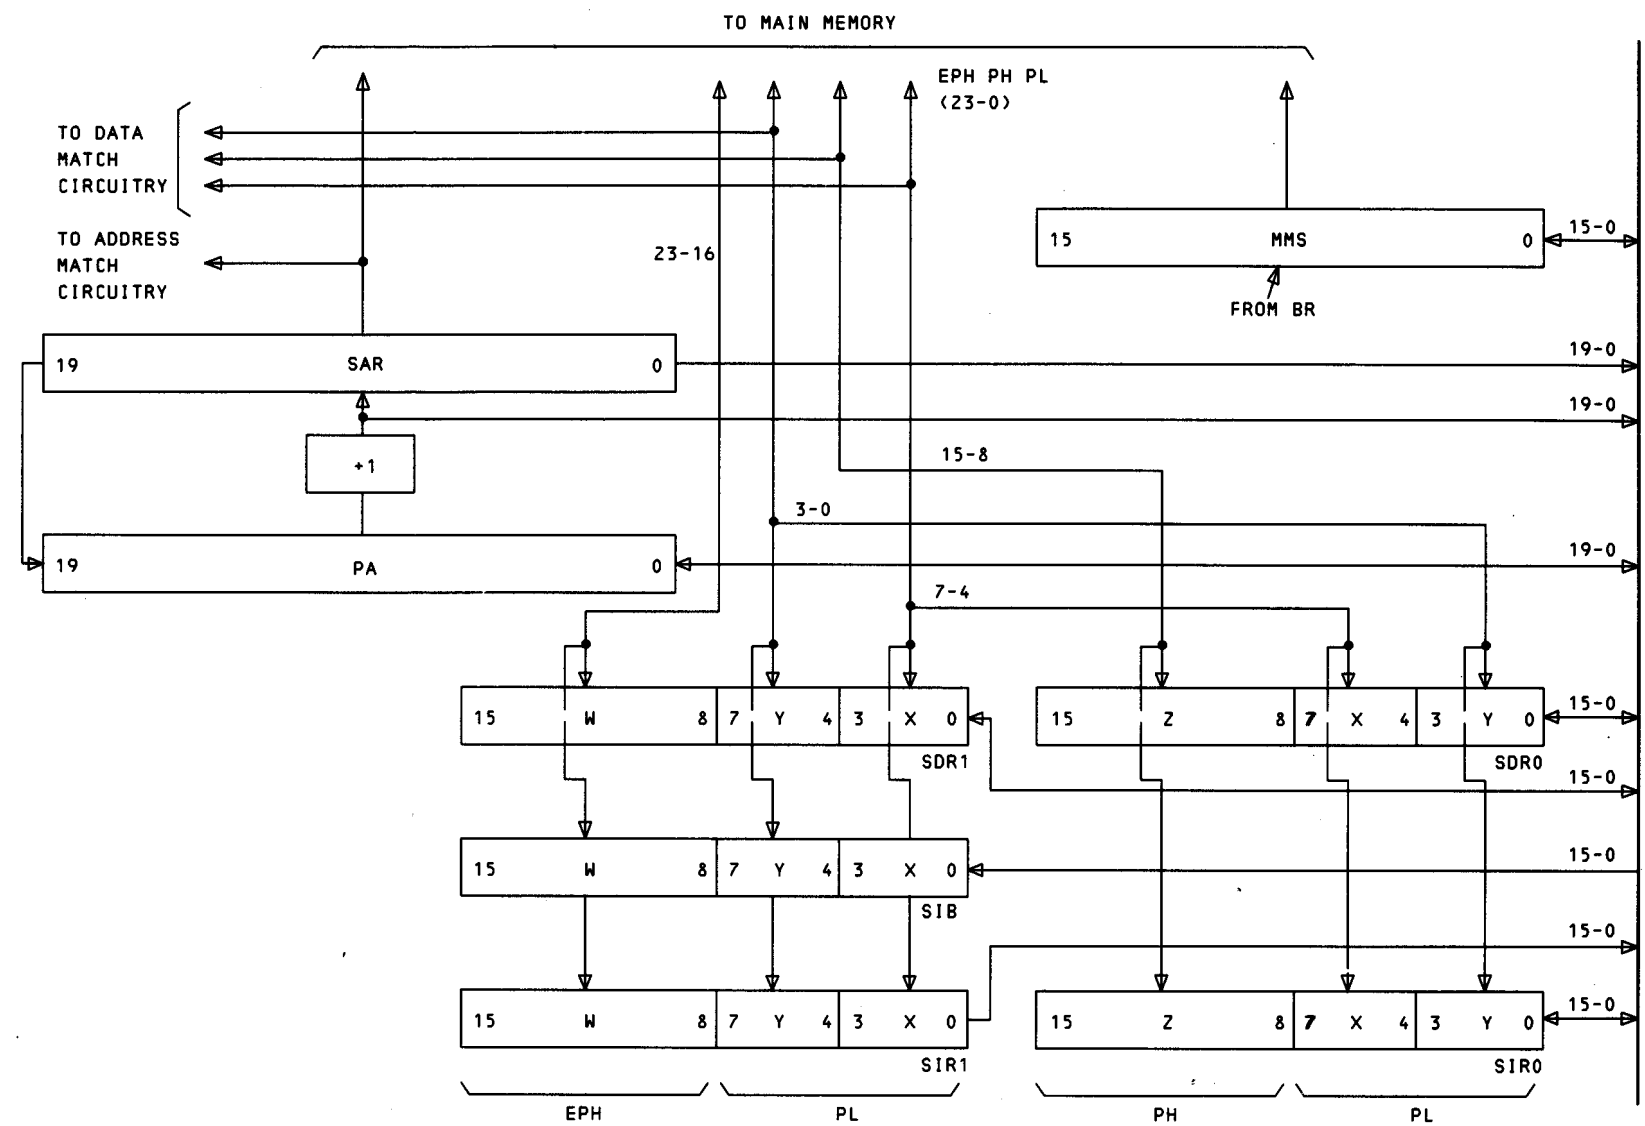 TO MAIN MEMORY
EPH PH PL
(23-0)
TO DATA
MATCH
CIRCUITRY
TO ADDRESS
MATCH
CIRCUITRY
23-16
15 MMS 0
15-0
FROM BR
19 SAR 0
19-0
19-0
+1
15-8
3-0
19 PA 0
19-0
7-4
15 W 8 7 Y 4 3 X 0
SDR1
15 Z 8 7 X 4 3 Y 0
SDR0
15-0
15-0
15 W 8 7 Y 4 3 X 0
SIB
15-0
15-0
15 W 8 7 Y 4 3 X 0
SIR1
15 Z 8 7 X 4 3 Y 0
SIR0
15-0
EPH PL PH PL